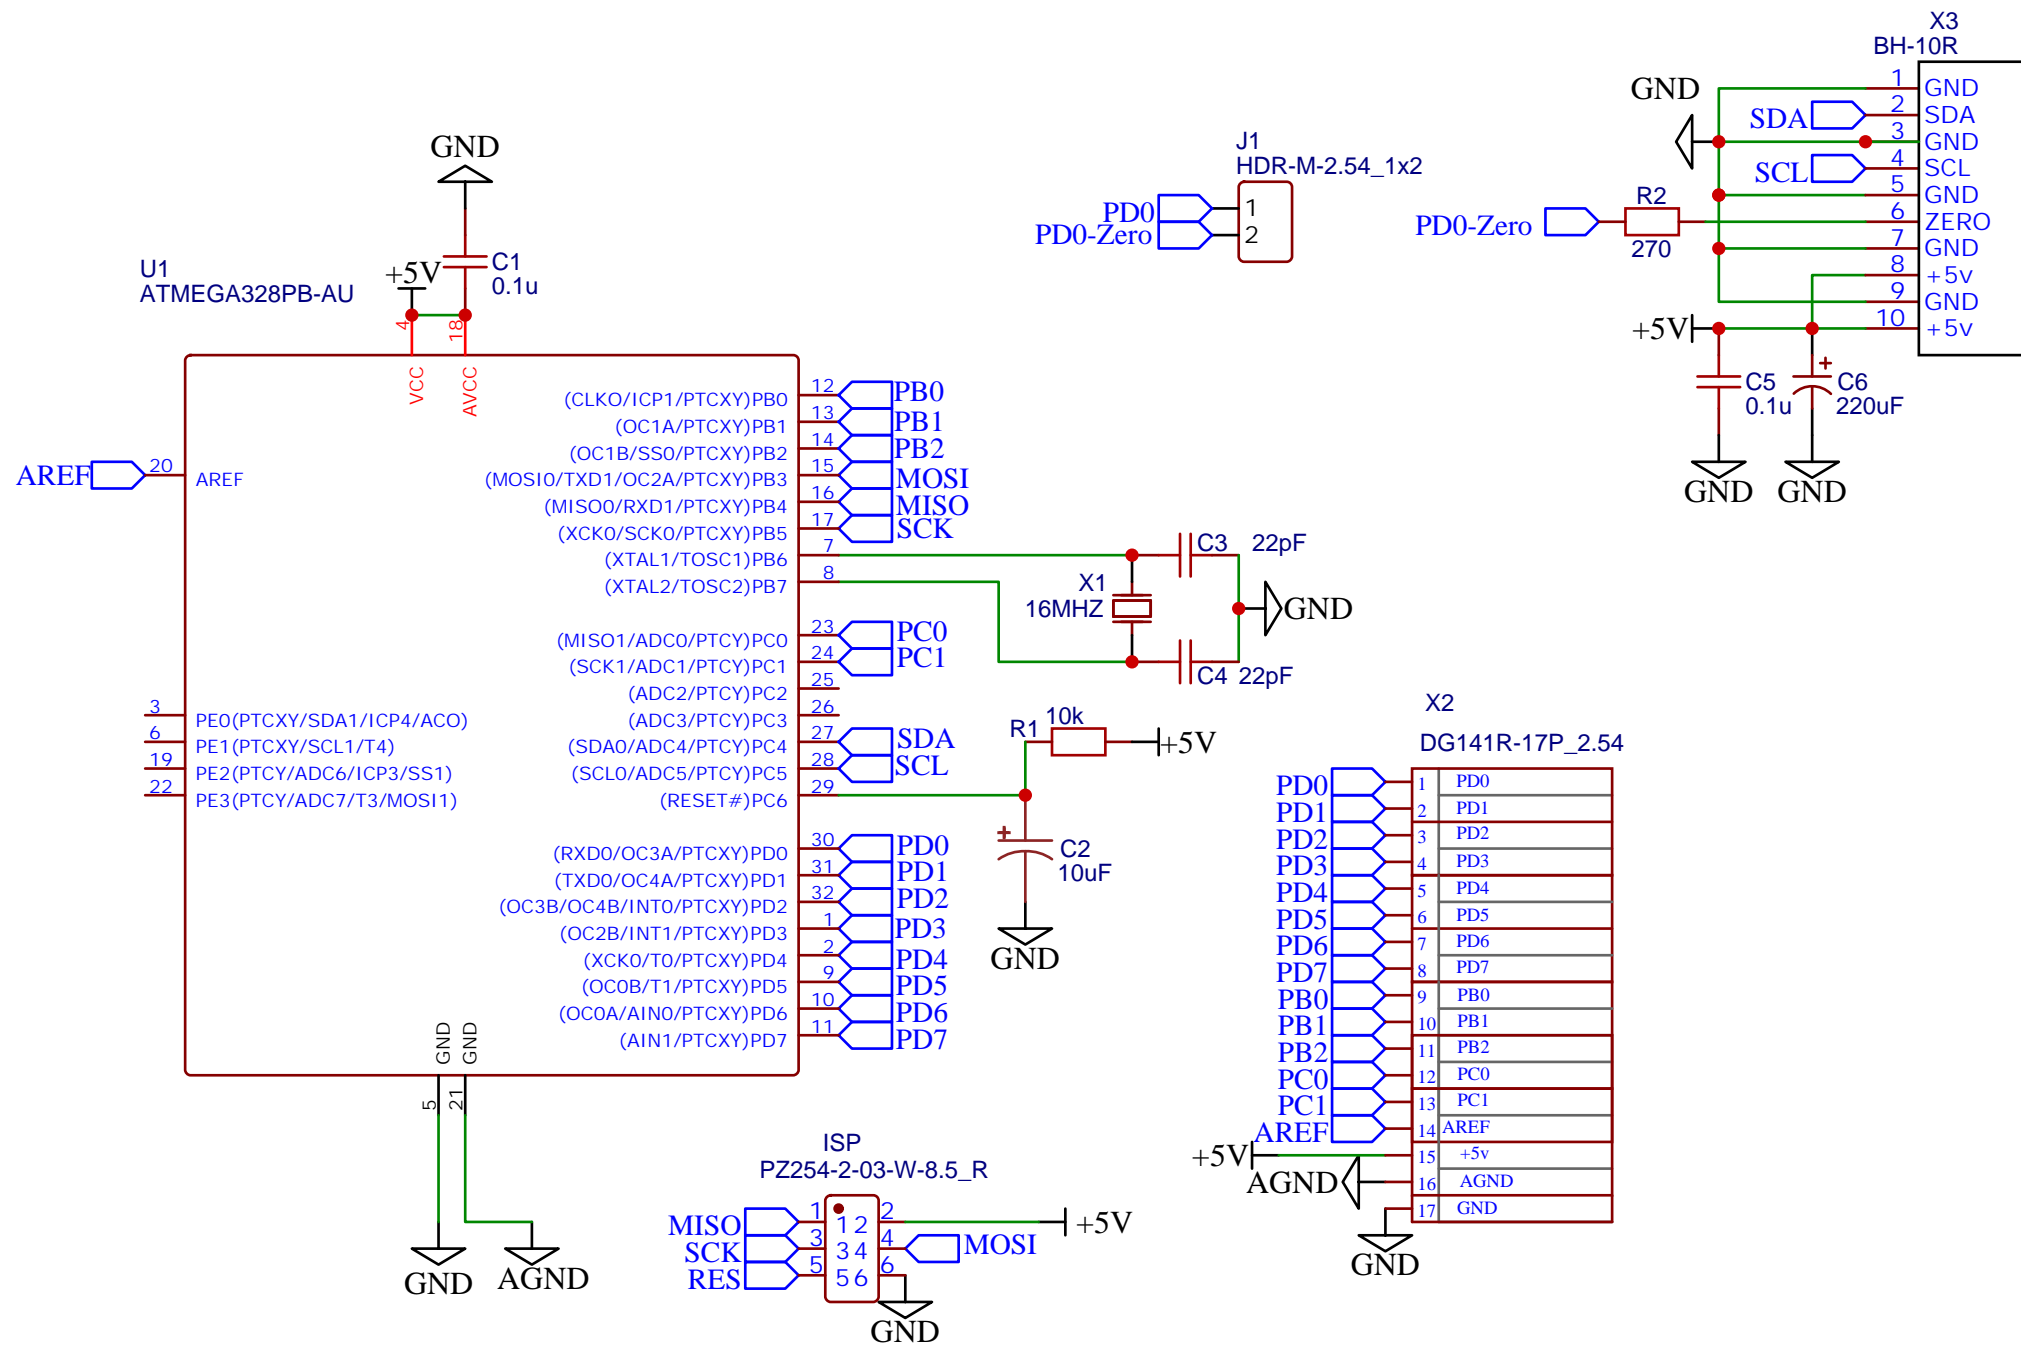 X3
BH-10R
GND
1 GND
SDA 2 SDA
3 GND
SCL 4 SCL
5 GND
PD0-Zero R2 6 ZERO
270
7 GND
8 +5v
9 GND
+5V 10 +5v
+
C5 C6
0.1u 220uF
GND GND
J1
HDR-M-2.54_1x2
PD0 1
PD0-Zero 2
GND
+5V C1
0.1u
U1
ATMEGA328PB-AU
4 18
VCC AVCC
AREF 20 AREF
3 PE0(PTCXY/SDA1/ICP4/ACO)
6 PE1(PTCXY/SCL1/T4)
19 PE2(PTCY/ADC6/ICP3/SS1)
22 PE3(PTCY/ADC7/T3/MOSI1)
(CLKO/ICP1/PTCXY)PB0 12 PB0
(OC1A/PTCXY)PB1 13 PB1
(OC1B/SS0/PTCXY)PB2 14 PB2
(MOSI0/TXD1/OC2A/PTCXY)PB3 15 MOSI
(MISO0/RXD1/PTCXY)PB4 16 MISO
(XCK0/SCK0/PTCXY)PB5 17 SCK
(XTAL1/TOSC1)PB6 7
(XTAL2/TOSC2)PB7 8
(MISO1/ADC0/PTCY)PC0 23 PC0
(SCK1/ADC1/PTCY)PC1 24 PC1
(ADC2/PTCY)PC2 25
(ADC3/PTCY)PC3 26
(SDA0/ADC4/PTCY)PC4 27 SDA
(SCL0/ADC5/PTCY)PC5 28 SCL
(RESET#)PC6 29
(RXD0/OC3A/PTCXY)PD0 30 PD0
(TXD0/OC4A/PTCXY)PD1 31 PD1
(OC3B/OC4B/INT0/PTCXY)PD2 32 PD2
(OC2B/INT1/PTCXY)PD3 1 PD3
(XCK0/T0/PTCXY)PD4 2 PD4
(OC0B/T1/PTCXY)PD5 9 PD5
(OC0A/AIN0/PTCXY)PD6 10 PD6
(AIN1/PTCXY)PD7 11 PD7
GND GND
5 21
GND AGND
C3 22pF
X1
16MHZ
GND
C4 22pF
R1 10k +5V
+
C2
10uF
GND
X2
DG141R-17P_2.54
PD0 1 PD0
PD1 2 PD1
PD2 3 PD2
PD3 4 PD3
PD4 5 PD4
PD5 6 PD5
PD6 7 PD6
PD7 8 PD7
PB0 9 PB0
PB1 10 PB1
PB2 11 PB2
PC0 12 PC0
PC1 13 PC1
AREF 14 AREF
+5V 15 +5v
AGND 16 AGND
17 GND
GND
ISP
PZ254-2-03-W-8.5_R
MISO 1 1 2 2 +5V
SCK 3 3 4 4 MOSI
RES 5 5 6 6
GND